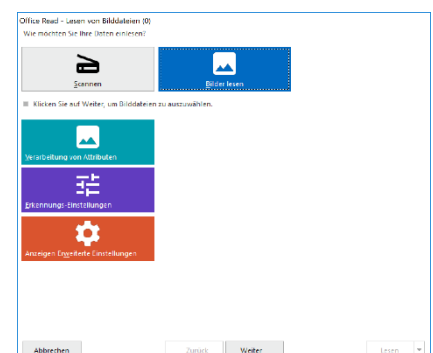 Office Read - Lesen von Bilddateien (0)
Wie möchten Sie Ihre Daten einlesen?
Scannen
Bilder lesen
Klicken Sie auf Weiter, um Bilddateien zu auszuwählen.
Verarbeitung von Attributen
Erkennungs-Einstellungen
Anzeigen Erweiterte Einstellungen
Abbrechen
Zurück
Weiter
Lesen